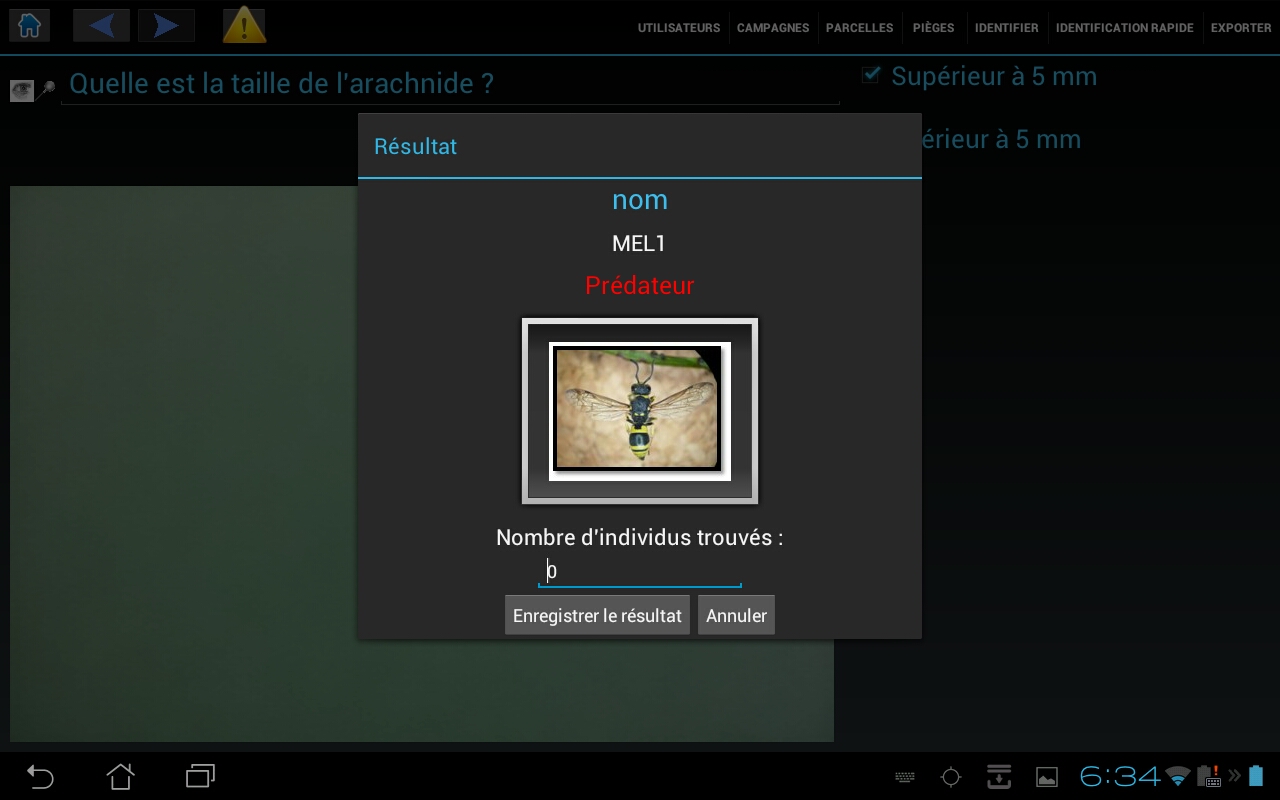 UTILISATEURS
CAMPAGNES
PARCELLES
PIÈGES
IDENTIFIER
IDENTIFICATION RAPIDE
EXPORTER
Quelle est la taille de l'arachnide ?
Supérieur à 5 mm
érieur à 5 mm
Résultat
nom
MEL1
Prédateur
Nombre d'individus trouvés :
0
Enregistrer le résultat
Annuler
6:34